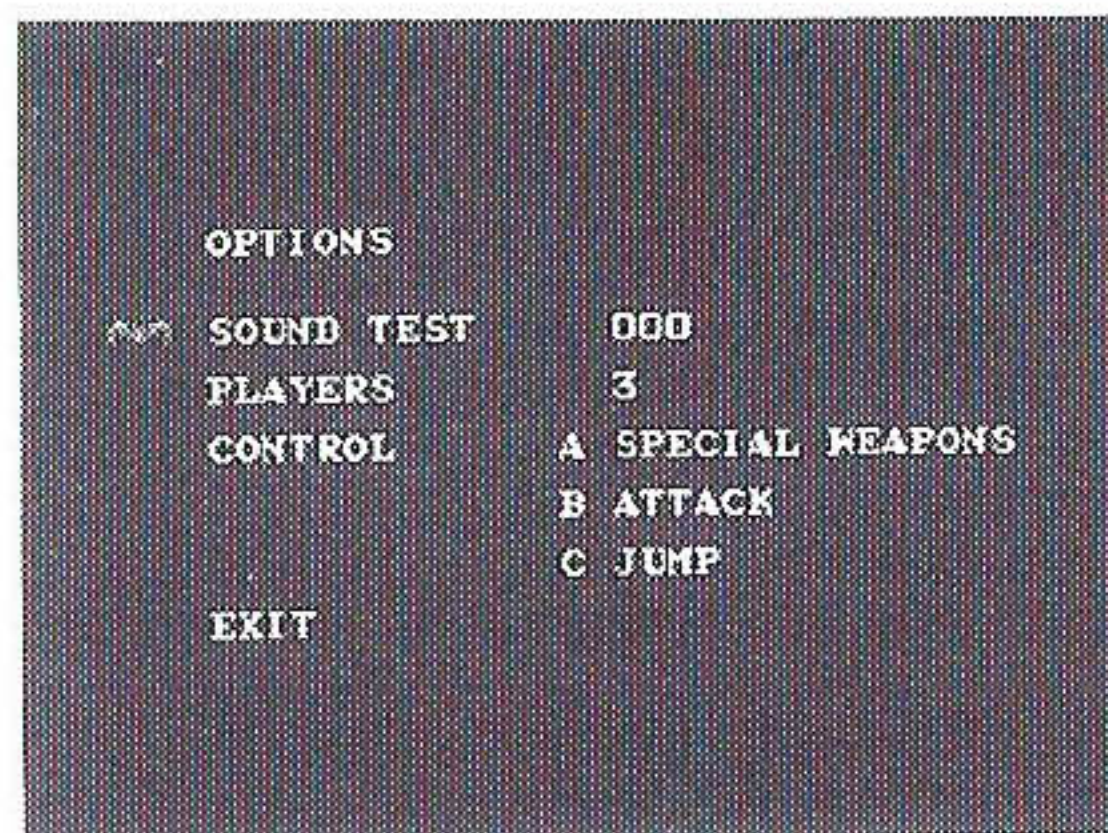 OPTIONS
SOUND TEST 000
PLAYERS 3
CONTROL A SPECIAL WEAPONS
B ATTACK
C JUMP
EXIT